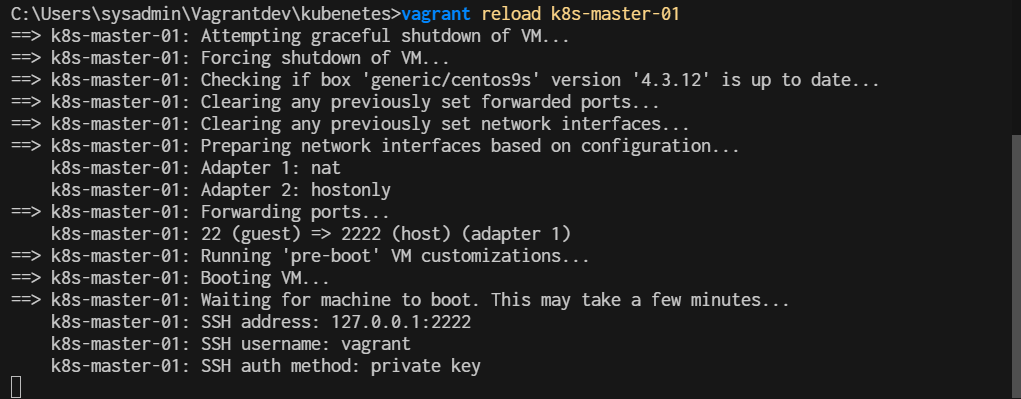 C:\Users\sysadmin\Vagrantdev\kubenetes>vagrant reload k8s-master-01
==> k8s-master-01: Attempting graceful shutdown of VM...
==> k8s-master-01: Forcing shutdown of VM...
==> k8s-master-01: Checking if box 'generic/centos9s' version '4.3.12' is up to date...
==> k8s-master-01: Clearing any previously set forwarded ports...
==> k8s-master-01: Clearing any previously set network interfaces...
==> k8s-master-01: Preparing network interfaces based on configuration...
    k8s-master-01: Adapter 1: nat
    k8s-master-01: Adapter 2: hostonly
==> k8s-master-01: Forwarding ports...
    k8s-master-01: 22 (guest) => 2222 (host) (adapter 1)
==> k8s-master-01: Running 'pre-boot' VM customizations...
==> k8s-master-01: Booting VM...
==> k8s-master-01: Waiting for machine to boot. This may take a few minutes...
    k8s-master-01: SSH address: 127.0.0.1:2222
    k8s-master-01: SSH username: vagrant
    k8s-master-01: SSH auth method: private key